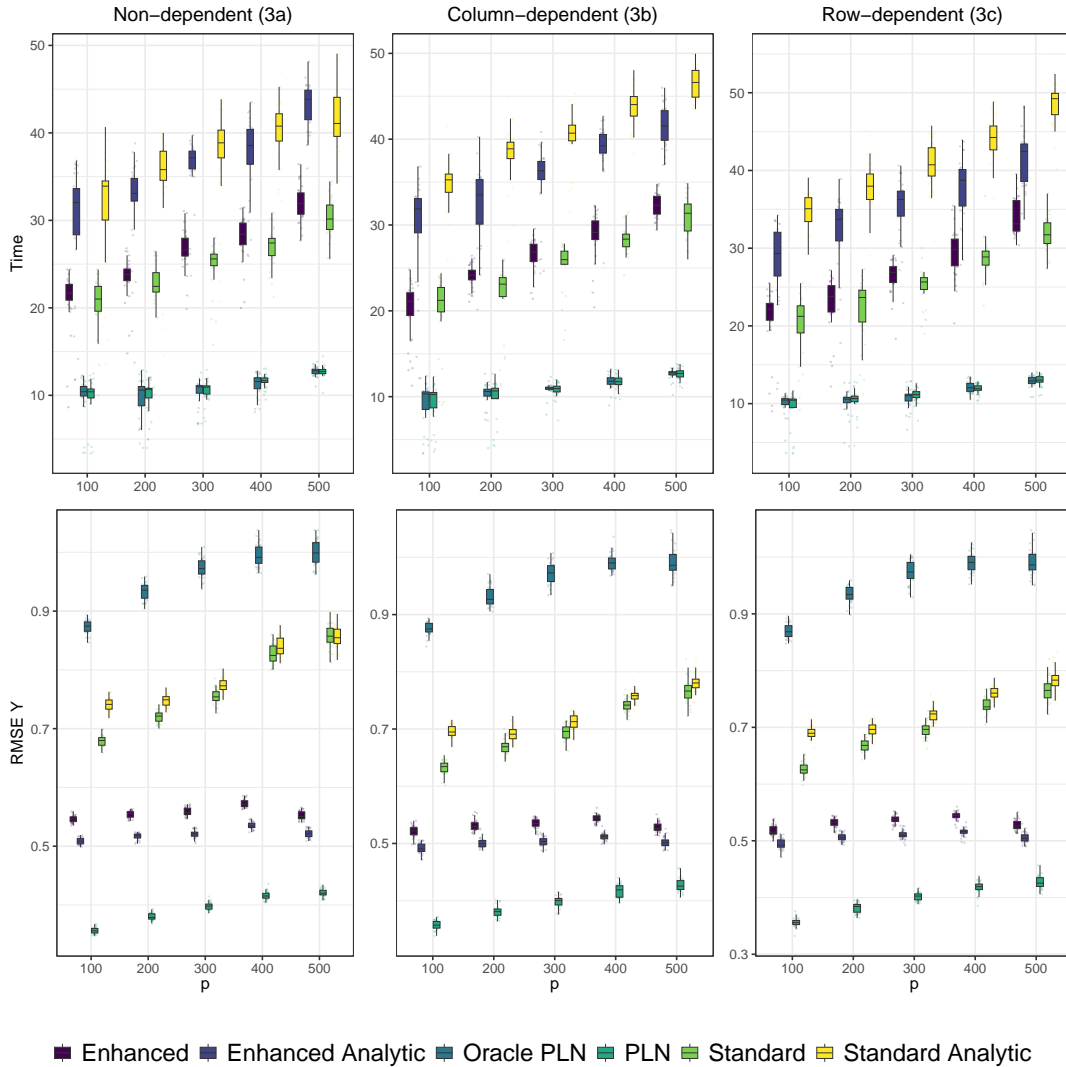 Non−dependent (3a)
Column−dependent (3b)
Row−dependent (3c)
Time
50
40
30
20
10
100 200 300 400 500
50
40
30
20
10
100 200 300 400 500
50
40
30
20
10
100 200 300 400 500
RMSE Y
0.9
0.7
0.5
100 200 300 400 500
p
0.9
0.7
0.5
100 200 300 400 500
p
0.9
0.7
0.5
0.3
100 200 300 400 500
p
Enhanced Enhanced Analytic Oracle PLN PLN Standard Standard Analytic